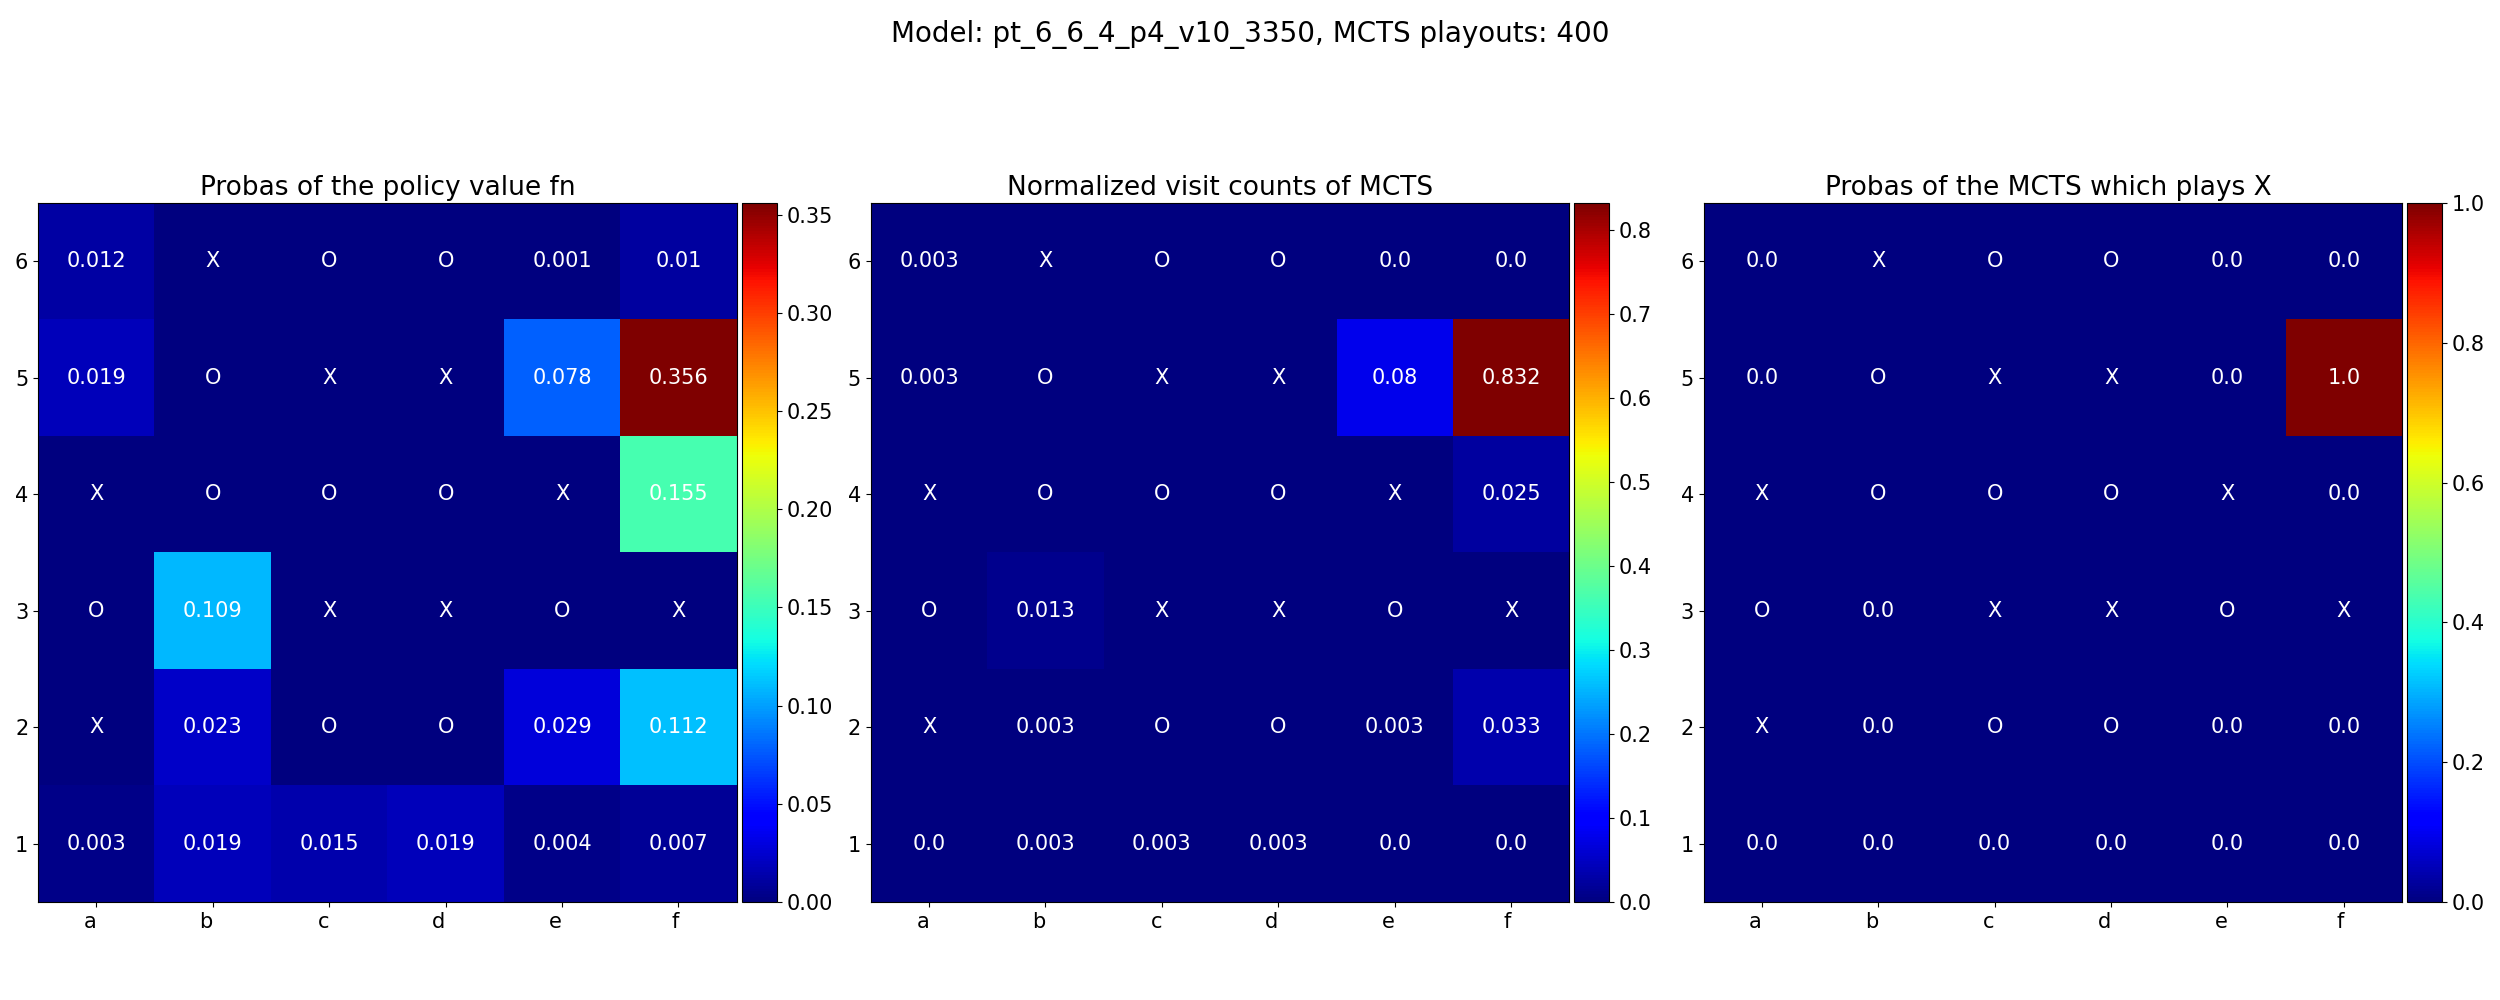 Model: pt_6_6_4_p4_v10_3350, MCTS playouts: 400
Probas of the policy value fn
6 0.012 X O O 0.001 0.01
5 0.019 O X X 0.078 0.356
4 X O O O X 0.155
3 O 0.109 X X O X
2 X 0.023 O O 0.029 0.112
1 0.003 0.019 0.015 0.019 0.004 0.007
a b c d e f
0.35
0.30
0.25
0.20
0.15
0.10
0.05
0.00
Normalized visit counts of MCTS
6 0.003 X O O 0.0 0.0
5 0.003 O X X 0.08 0.832
4 X O O O X 0.025
3 O 0.013 X X O X
2 X 0.003 O O 0.003 0.033
1 0.0 0.003 0.003 0.003 0.0 0.0
a b c d e f
0.8
0.7
0.6
0.5
0.4
0.3
0.2
0.1
0.0
Probas of the MCTS which plays X
6 0.0 X O O 0.0 0.0
5 0.0 O X X 0.0 1.0
4 X O O O X 0.0
3 O 0.0 X X O X
2 X 0.0 O O 0.0 0.0
1 0.0 0.0 0.0 0.0 0.0 0.0
a b c d e f
1.0
0.8
0.6
0.4
0.2
0.0